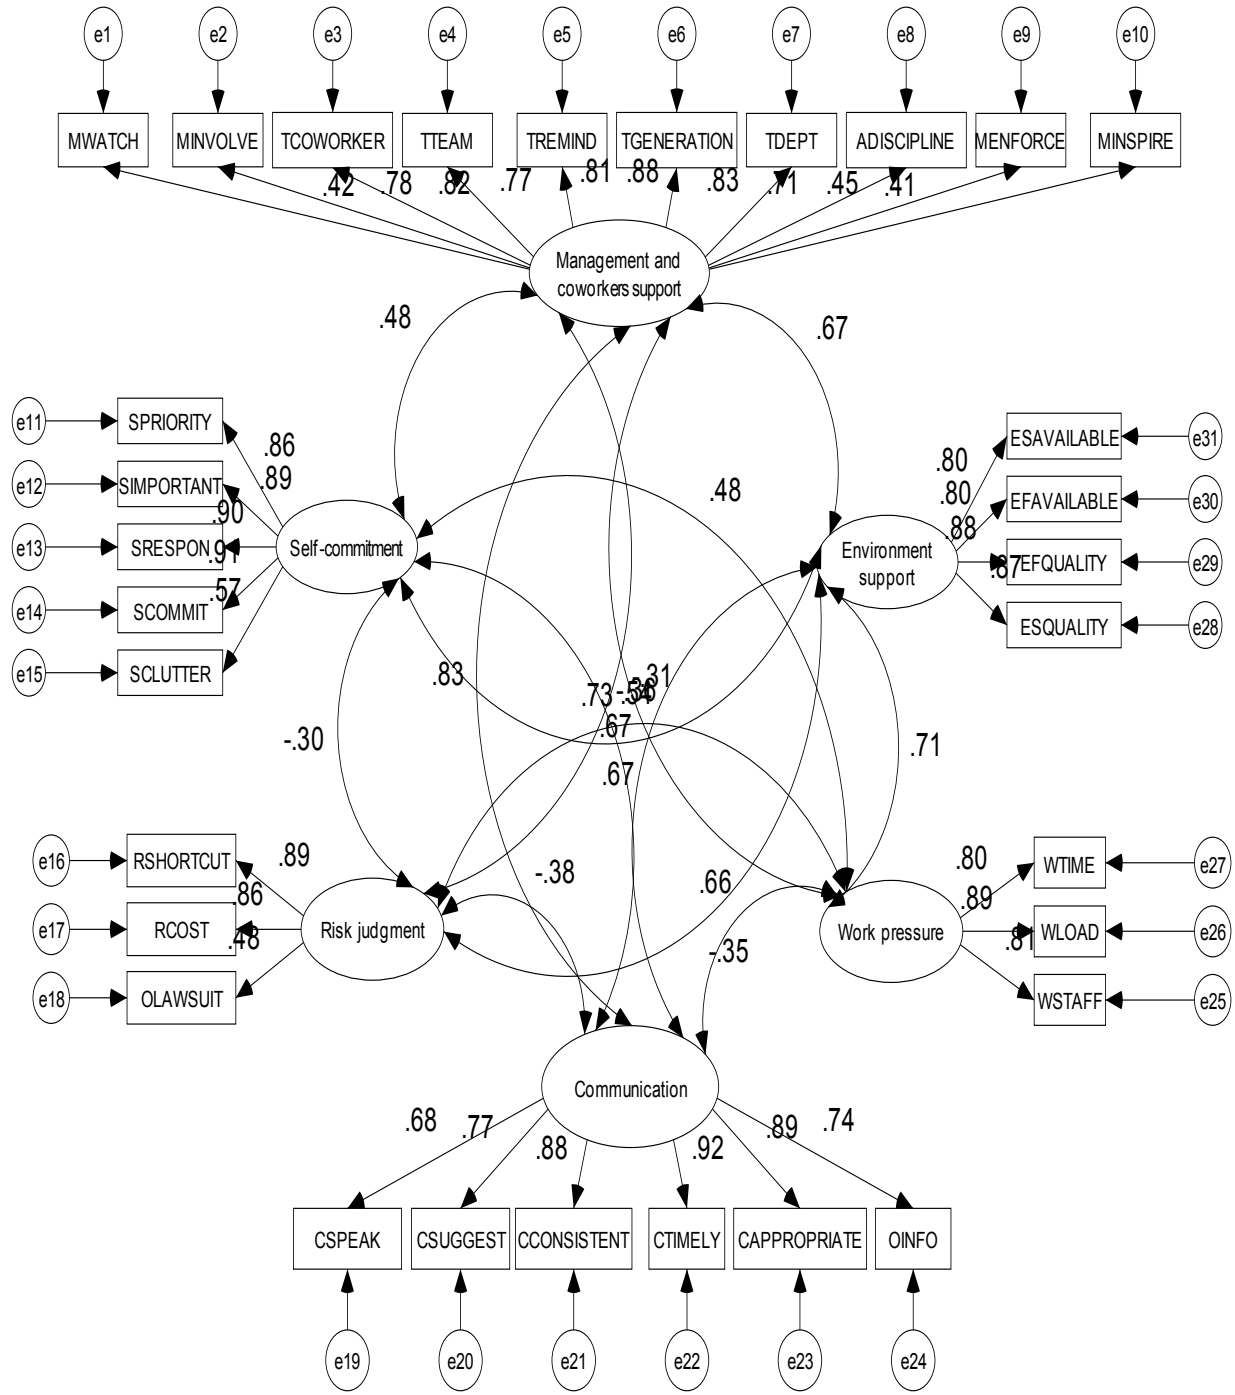 e1 e2 e3 e4 e5 e6 e7 e8 e9 e10
MWATCH MINVOLVE TCOWORKER TTEAM TREMIND TGENERATION TDEPT ADISCIPLINE MENFORCE MINSPIRE
.42 .78 .82 .77 .81 .88 .83 .71 .45 .41
Management and
coworkers support
.48 .67
e11 SPRIORITY .86
e12 SIMPORTANT .89
.90
e13 SRESPON .91 Self-commitment
e14 SCOMMIT .57
e15 SCLUTTER
.48
.80 ESAVAILABLE e31
.80 EFAVAILABLE e30
.88
Environment
support
.87 EFQUALITY e29
ESQUALITY e28
.83 .73 -.31
.67
-.30 .67 .71
e16 RSHORTCUT .89
.86
e17 RCOST .48 Risk judgment
e18 OLAWSUIT
-.38 .66 -.35
.80 WTIME e27
.89
Work pressure .81 WLOAD e26
WSTAFF e25
Communication
.68 .77 .88 .92 .89 .74
CSPEAK CSUGGEST CCONSISTENT CTIMELY CAPPROPRIATE OINFO
e19 e20 e21 e22 e23 e24